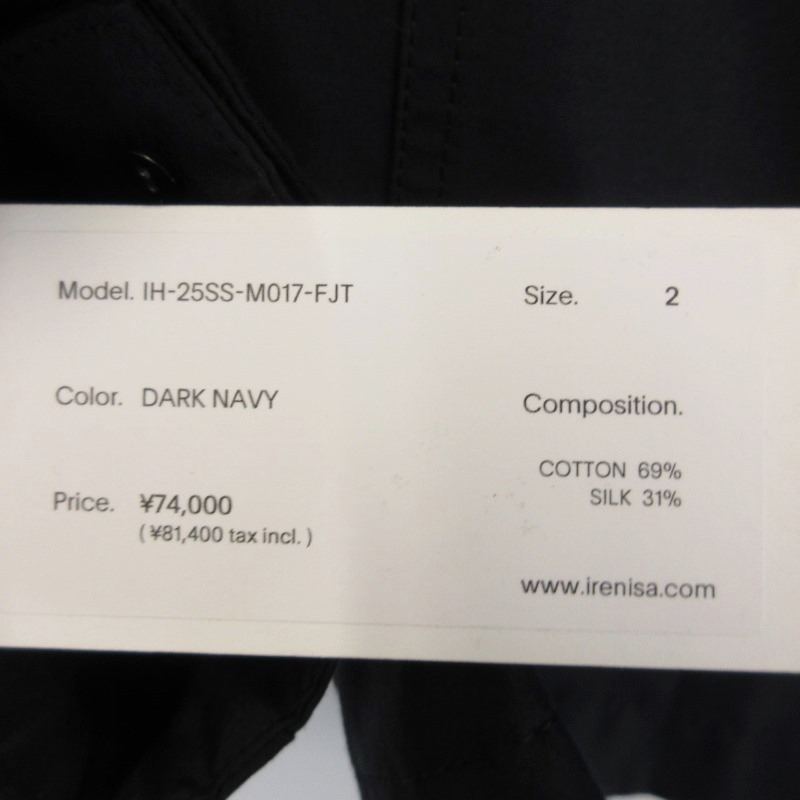 Model. IH-25SS-M017-FJT
Size. 2
Color. DARK NAVY
Composition.
COTTON 69%
SILK 31%
Price. ¥74,000
(¥81,400 tax incl.)
www.irenisa.com